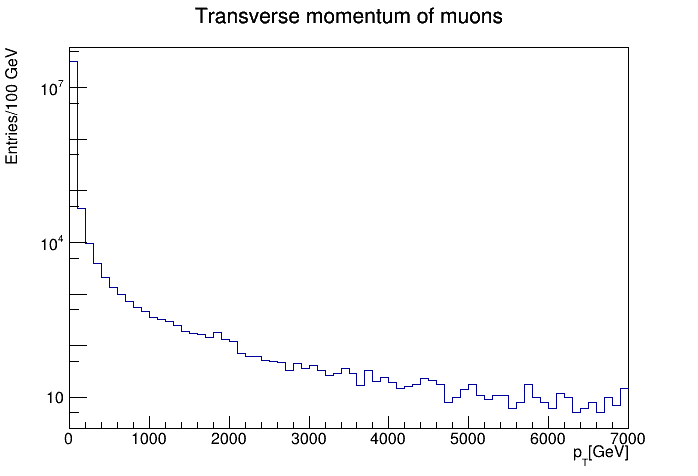 Transverse momentum of muons
Entries/100 GeV
10^7
10^4
10
0 1000 2000 3000 4000 5000 6000 7000
p_T[GeV]